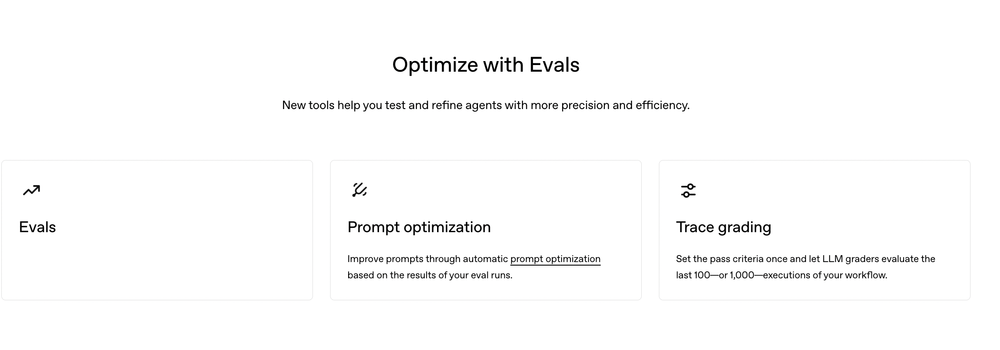 Optimize with Evals
New tools help you test and refine agents with more precision and efficiency.
Evals
Prompt optimization
Improve prompts through automatic prompt optimization
based on the results of your eval runs.
Trace grading
Set the pass criteria once and let LLM graders evaluate the
last 100—or 1,000—executions of your workflow.